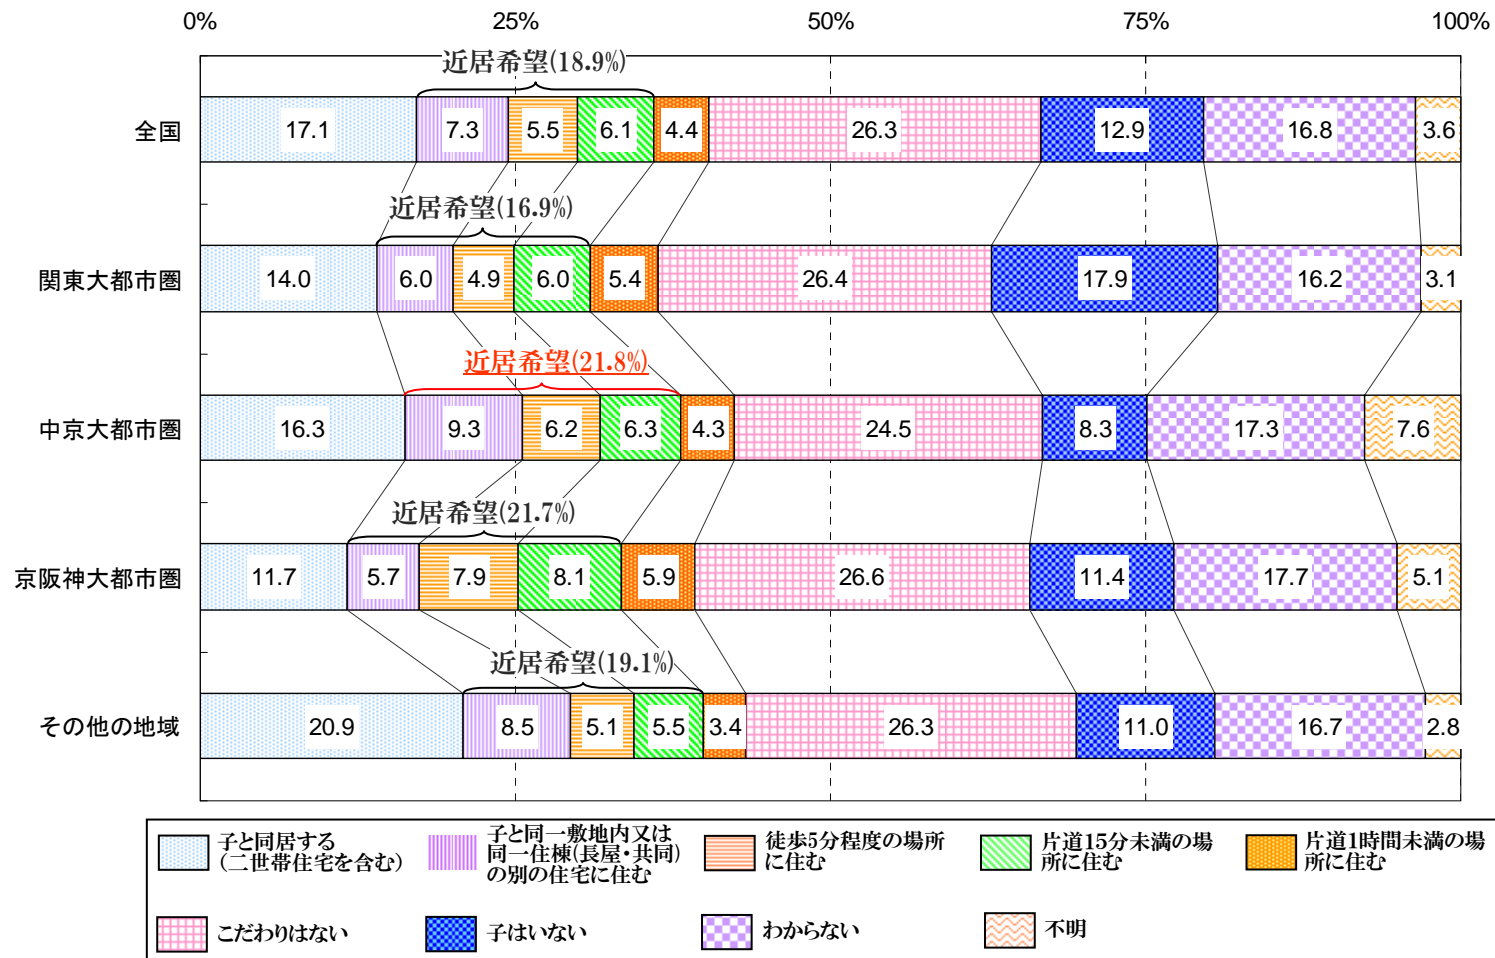 0% 25% 50% 75% 100%
近居希望(18.9%)
全国 17.1 7.3 5.5 6.1 4.4 26.3 12.9 16.8 3.6
近居希望(16.9%)
関東大都市圏 14.0 6.0 4.9 6.0 5.4 26.4 17.9 16.2 3.1
近居希望(21.8%)
中京大都市圏 16.3 9.3 6.2 6.3 4.3 24.5 8.3 17.3 7.6
近居希望(21.7%)
京阪神大都市圏 11.7 5.7 7.9 8.1 5.9 26.6 11.4 17.7 5.1
近居希望(19.1%)
その他の地域 20.9 8.5 5.1 5.5 3.4 26.3 11.0 16.7 2.8
子と同居する
(二世帯住宅を含む)
子と同一敷地内又は
同一住棟(長屋・共同)
の別の住宅に住む
徒歩5分程度の場所
に住む
片道15分未満の場
所に住む
片道1時間未満の場
所に住む
こだわりはない
子はいない
わからない
不明